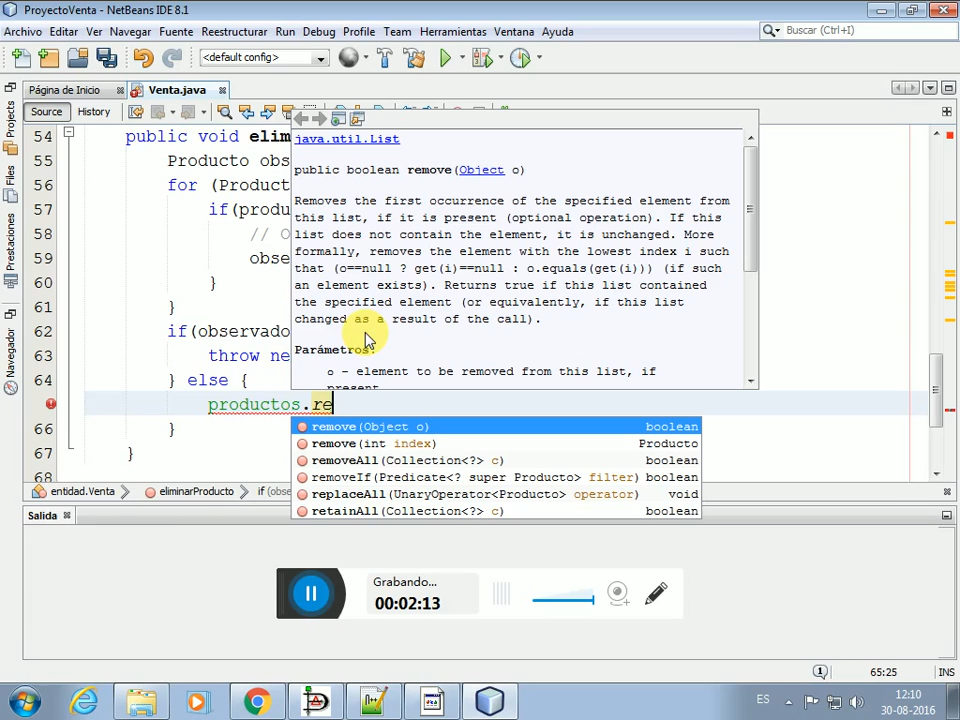 ProyectoVenta - NetBeans IDE 8.1
Archivo Editar Ver Navegar Fuente Reestructurar Run Debug Profile Team Herramientas Ventana Ayuda
Buscar (Ctrl+I)
<default config>
Página de Inicio Venta.java
Source History
Projects
Files
Prestaciones
Navegador
54 public void elim
55 Producto obs
56 for (Product
57 if(produ
58 // O
59 obse
60 }
61 }
62 if(observado
63 throw ne
64 } else {
productos.re
66 }
67 }
68
java.util.List
public boolean remove(Object o)
Removes the first occurrence of the specified element from
this list, if it is present (optional operation). If this
list does not contain the element, it is unchanged. More
formally, removes the element with the lowest index i such
that (o==null ? get(i)==null : o.equals(get(i))) (if such
an element exists). Returns true if this list contained
the specified element (or equivalently, if this list
changed as a result of the call).
Parámetros:
o - element to be removed from this list, if
present
remove(Object o) boolean
remove(int index) Producto
removeAll(Collection<?> c) boolean
removeIf(Predicate<? super Producto> filter) boolean
replaceAll(UnaryOperator<Producto> operator) void
retainAll(Collection<?> c) boolean
entidad.Venta eliminarProducto if (obse
Salida
Grabando...
00:02:13
1 65:25 INS
ES
12:10
30-08-2016